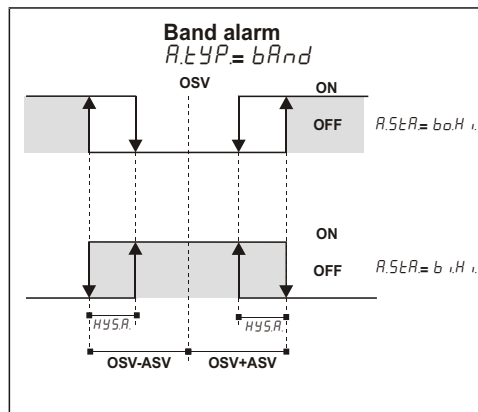 Band alarm
A.tYP.= bAnd
OSV
ON
OFF A.StA.= bo.H i.
ON
OFF A.StA.= b i.H i.
HYS.A. HYS.A.
OSV-ASV OSV+ASV